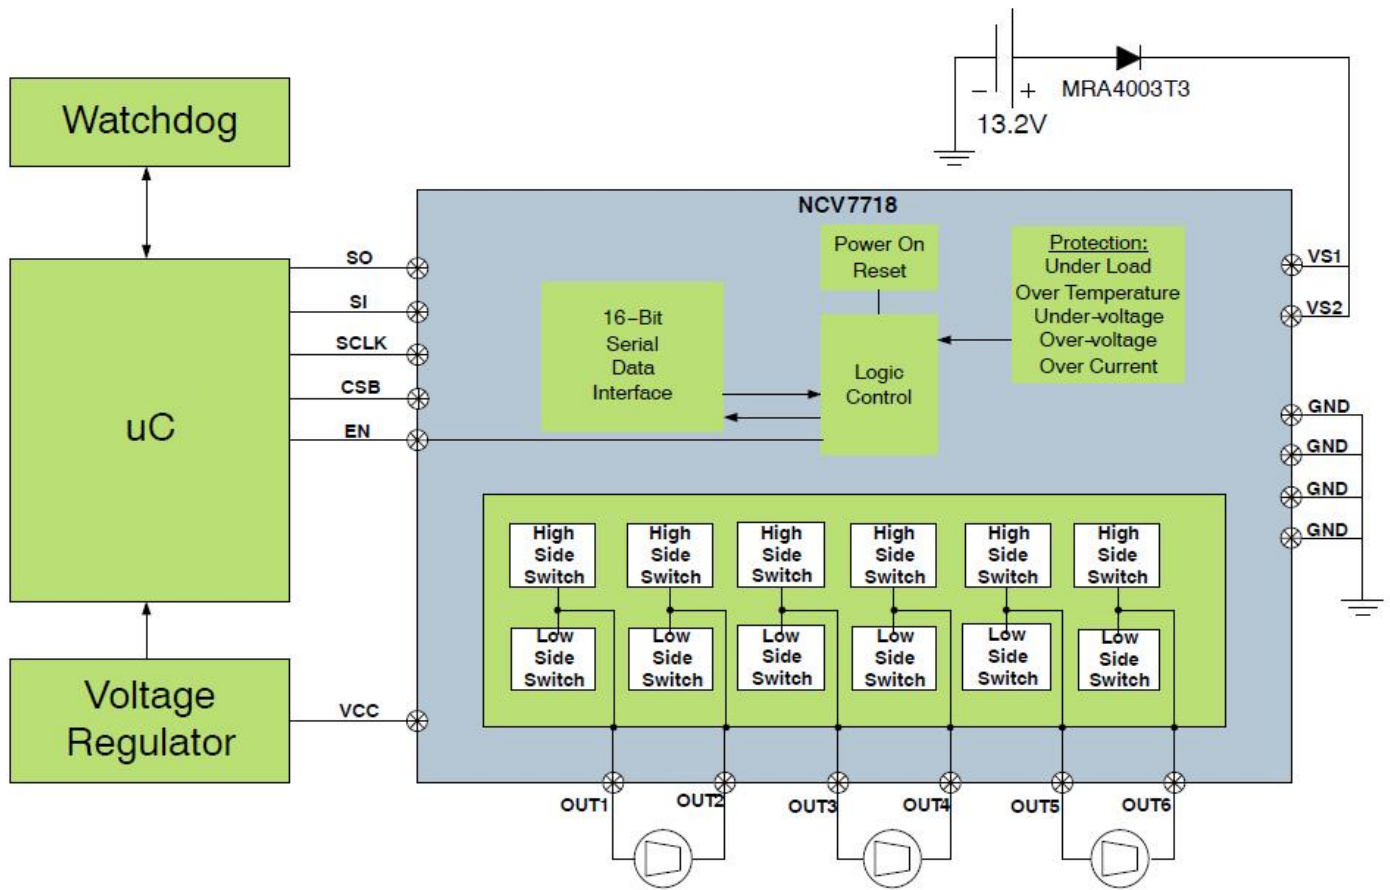 MRA4003T3
- +
13.2V
Watchdog
NCV7718
Power On
Reset
Protection:
Under Load
Over Temperature
Under-voltage
Over-voltage
Over Current
SO
SI
SCLK
CSB
EN
VS1
VS2
16-Bit
Serial
Data
Interface
Logic
Control
uC
GND
GND
GND
GND
High
Side
Switch
High
Side
Switch
High
Side
Switch
High
Side
Switch
High
Side
Switch
High
Side
Switch
Low
Side
Switch
Low
Side
Switch
Low
Side
Switch
Low
Side
Switch
Low
Side
Switch
Low
Side
Switch
Voltage
Regulator
VCC
OUT1
OUT2
OUT3
OUT4
OUT5
OUT6